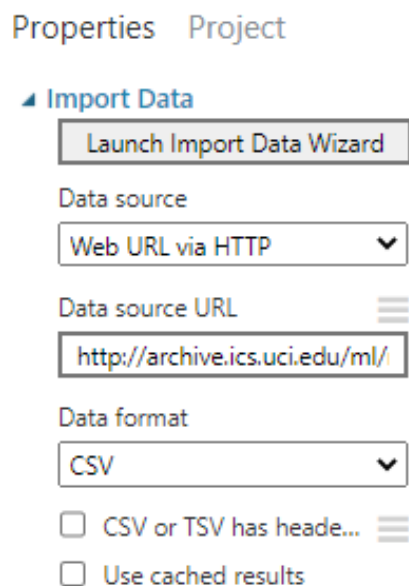 Properties Project
Import Data
Launch Import Data Wizard
Data source
Web URL via HTTP
Data source URL
http://archive.ics.uci.edu/ml/
Data format
CSV
CSV or TSV has heade...
Use cached results